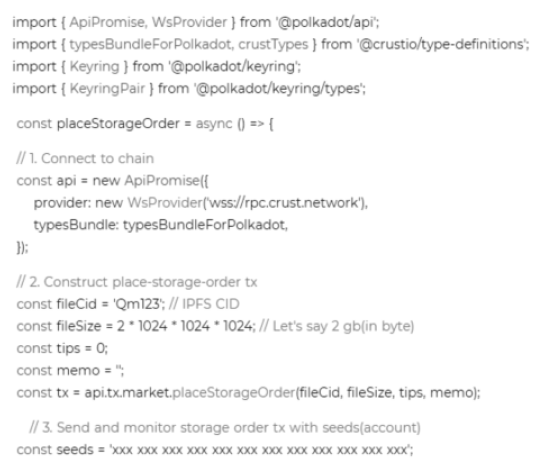 import { ApiPromise, WsProvider } from '@polkadot/api';
import { typesBundleForPolkadot, crustTypes } from '@crustio/type-definitions';
import { Keyring } from '@polkadot/keyring';
import { KeyringPair } from '@polkadot/keyring/types';
const placeStorageOrder = async () => {
// 1. Connect to chain
const api = new ApiPromise({
provider: new WsProvider('wss://rpc.crust.network'),
typesBundle: typesBundleForPolkadot,
});
// 2. Construct place-storage-order tx
const fileCid = 'Qm123'; // IPFS CID
const fileSize = 2 * 1024 * 1024 * 1024; // Let's say 2 gb(in byte)
const tips = 0;
const memo = '';
const tx = api.tx.market.placeStorageOrder(fileCid, fileSize, tips, memo);
// 3. Send and monitor storage order tx with seeds(account)
const seeds = 'xxx xxx xxx xxx xxx xxx xxx xxx xxx xxx xxx xxx';